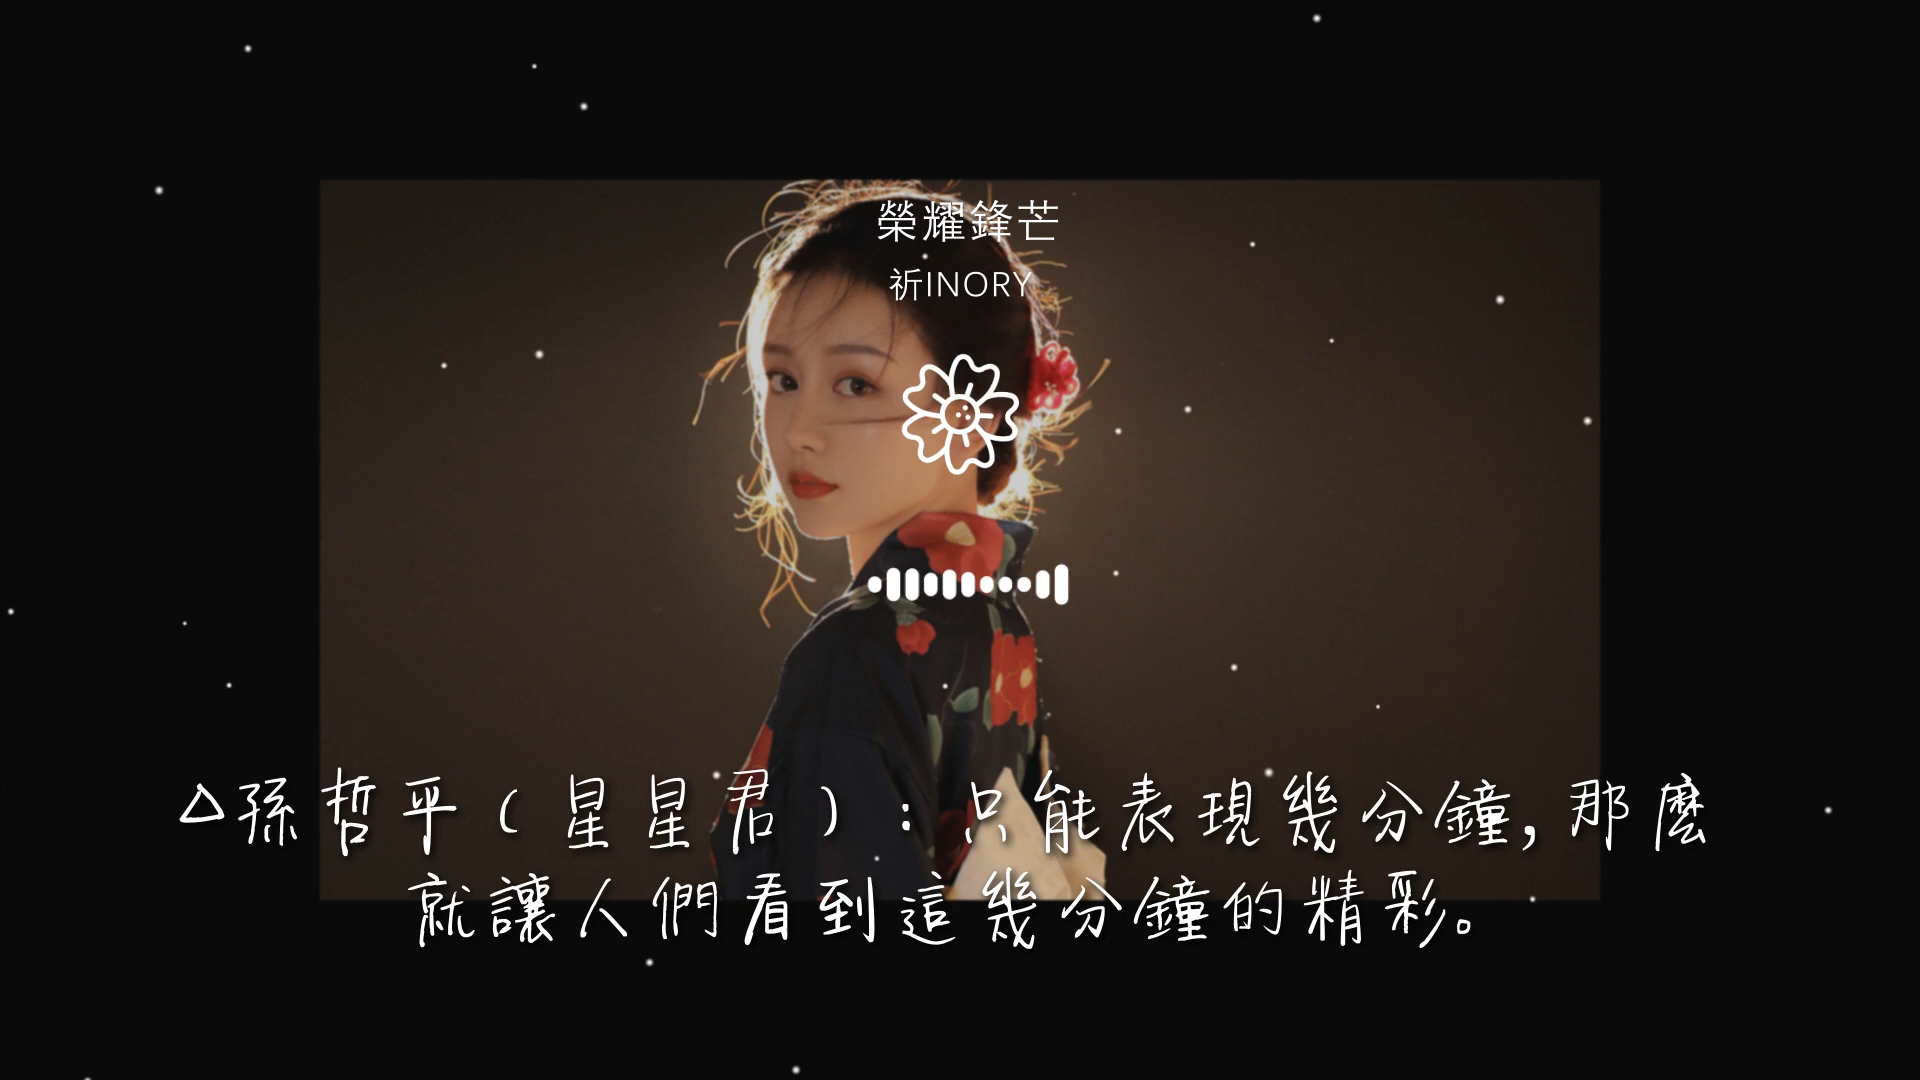 榮耀鋒芒
祈INORY
△孫哲平（星星君）：只能表現幾分鐘，那麼
就讓人們看到這幾分鐘的精彩。